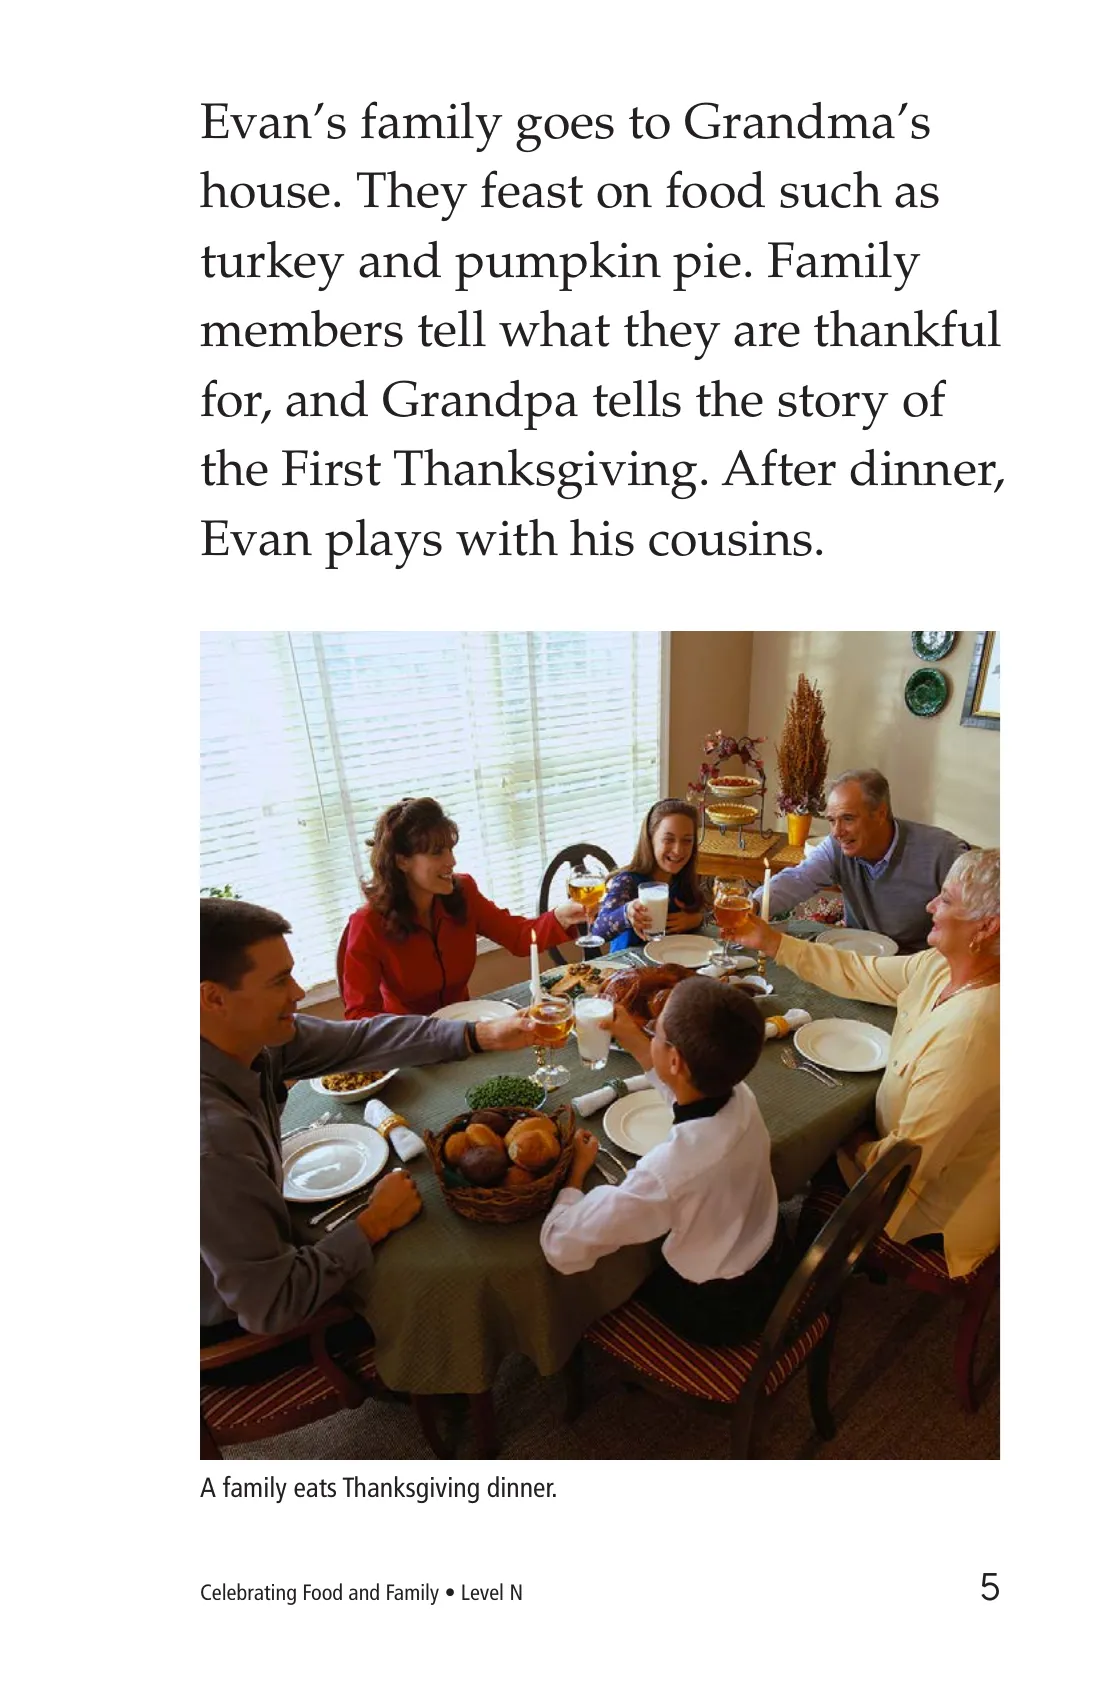 Evan’s family goes to Grandma’s
house. They feast on food such as
turkey and pumpkin pie. Family
members tell what they are thankful
for, and Grandpa tells the story of
the First Thanksgiving. After dinner,
Evan plays with his cousins.
A family eats Thanksgiving dinner.
Celebrating Food and Family • Level N
5